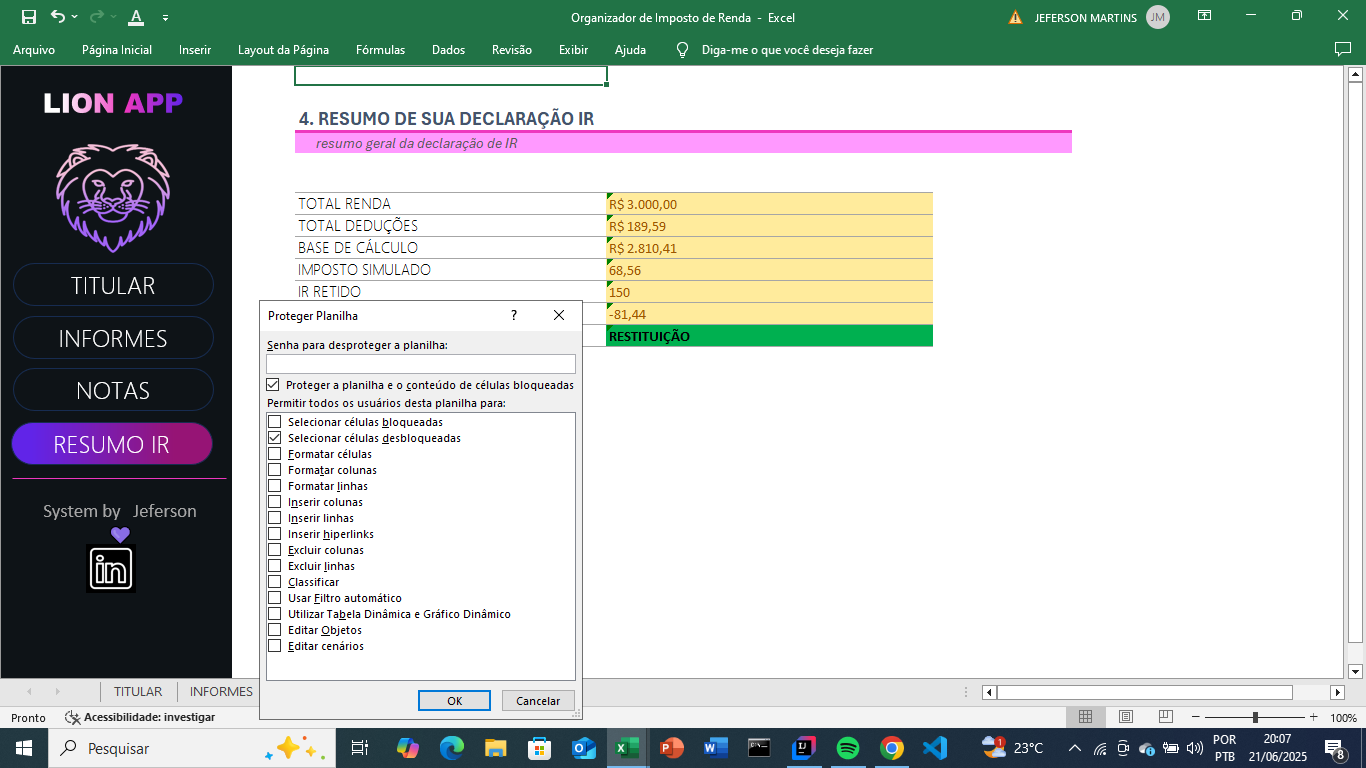 Organizador de Imposto de Renda - Excel
JEFERSON MARTINS
JM
Arquivo
Página Inicial
Inserir
Layout da Página
Fórmulas
Dados
Revisão
Exibir
Ajuda
Diga-me o que você deseja fazer
LION APP
TITULAR
INFORMES
NOTAS
RESUMO IR
System by Jeferson
in
4. RESUMO DE SUA DECLARAÇÃO IR
resumo geral da declaração de IR
TOTAL RENDA R$ 3.000,00
TOTAL DEDUÇÕES R$ 189,59
BASE DE CÁLCULO R$ 2.810,41
IMPOSTO SIMULADO 68,56
IR RETIDO 150
-81,44
RESTITUIÇÃO
Proteger Planilha
?
Senha para desproteger a planilha:
Proteger a planilha e o conteúdo de células bloqueadas
Permitir todos os usuários desta planilha para:
Selecionar células bloqueadas
Selecionar células desbloqueadas
Formatar células
Formatar colunas
Formatar linhas
Inserir colunas
Inserir linhas
Inserir hiperlinks
Excluir colunas
Excluir linhas
Classificar
Usar Filtro automático
Utilizar Tabela Dinâmica e Gráfico Dinâmico
Editar Objetos
Editar cenários
OK
Cancelar
TITULAR
INFORMES
Pronto
Acessibilidade: investigar
100%
Pesquisar
1
23°C
POR
PTB
20:07
21/06/2025
8